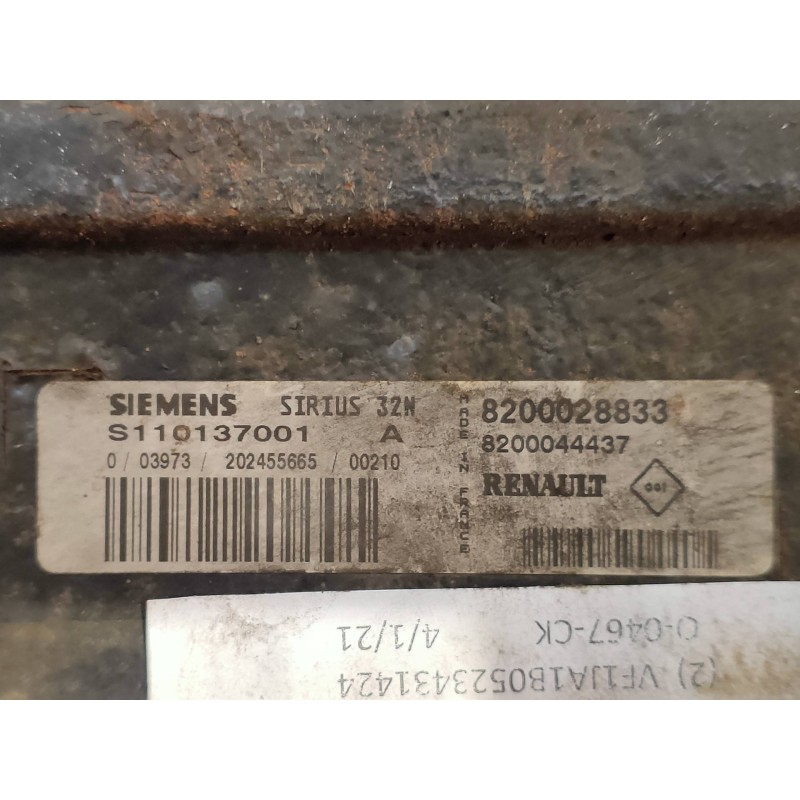 SIEMENS SIRIUS 32N
S110137001 A
0 / 03973 / 202455665 / 00210
MADE IN FRANCE
8200028833
8200044437
RENAULT
001
(2) VF1JA1B0523431424
O-0467-CK 4/1/21